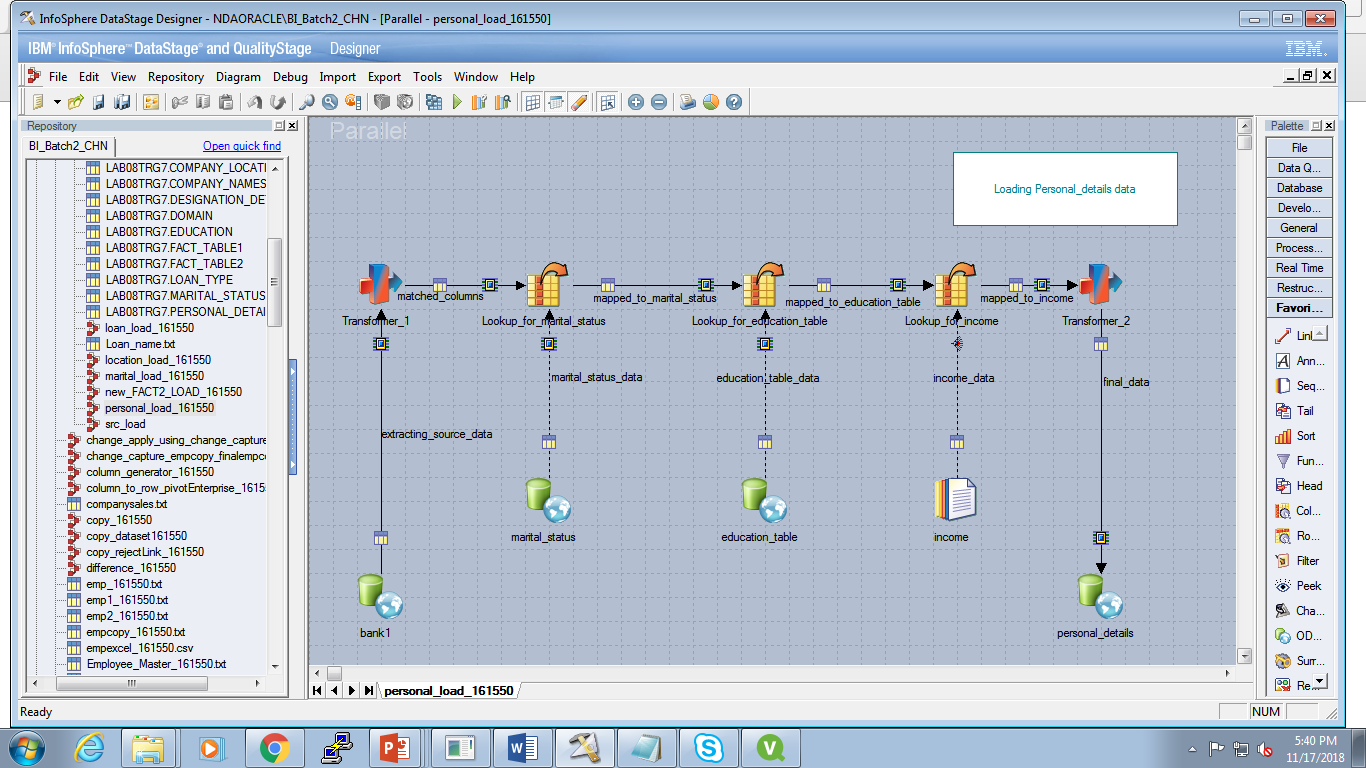 InfoSphere DataStage Designer - NDAORACLE\BI_Batch2_CHN - [Parallel - personal_load_161550]
IBM® InfoSphere™ DataStage® and QualityStage Designer
IBM.
File Edit View Repository Diagram Debug Import Export Tools Window Help
Repository
BI_Batch2_CHN
Open quick find
LAB08TRG7.COMPANY_LOCATI
LAB08TRG7.COMPANY_NAMES
LAB08TRG7.DESIGNATION_DE
LAB08TRG7.DOMAIN
LAB08TRG7.EDUCATION
LAB08TRG7.FACT_TABLE1
LAB08TRG7.FACT_TABLE2
LAB08TRG7.LOAN_TYPE
LAB08TRG7.MARITAL_STATUS
LAB08TRG7.PERSONAL_DETAI
loan_load_161550
Loan_name.txt
location_load_161550
marital_load_161550
new_FACT2_LOAD_161550
personal_load_161550
src_load
change_apply_using_change_capture
change_capture_empcopy_finalempc
column_generator_161550
column_to_row_pivotEnterprise_1615
companysales.txt
copy_161550
copy_dataset161550
copy_rejectLink_161550
difference_161550
emp_161550.txt
emp1_161550.txt
emp2_161550.txt
empcopy_161550.txt
empexcel_161550.csv
Employee_Master_161550.txt
Parallel
Loading Personal_details data
matched_columns
mapped_to_marital_status
mapped_to_education_table
mapped_to_income
Transformer_1
Lookup_for_marital_status
Lookup_for_education_table
Lookup_for_income
Transformer_2
marital_status_data
education_table_data
income_data
final_data
extracting_source_data
marital_status
education_table
income
bank1
personal_details
personal_load_161550
Palette
File
Data Q...
Database
Develo...
General
Process...
Real Time
Restruc...
Favori...
Link
Ann...
Seq...
Tail
Sort
Fun...
Head
Col...
Ro...
Filter
Peek
Cha...
OD...
Surr...
Re...
Ready
NUM
5:40 PM
11/17/2018